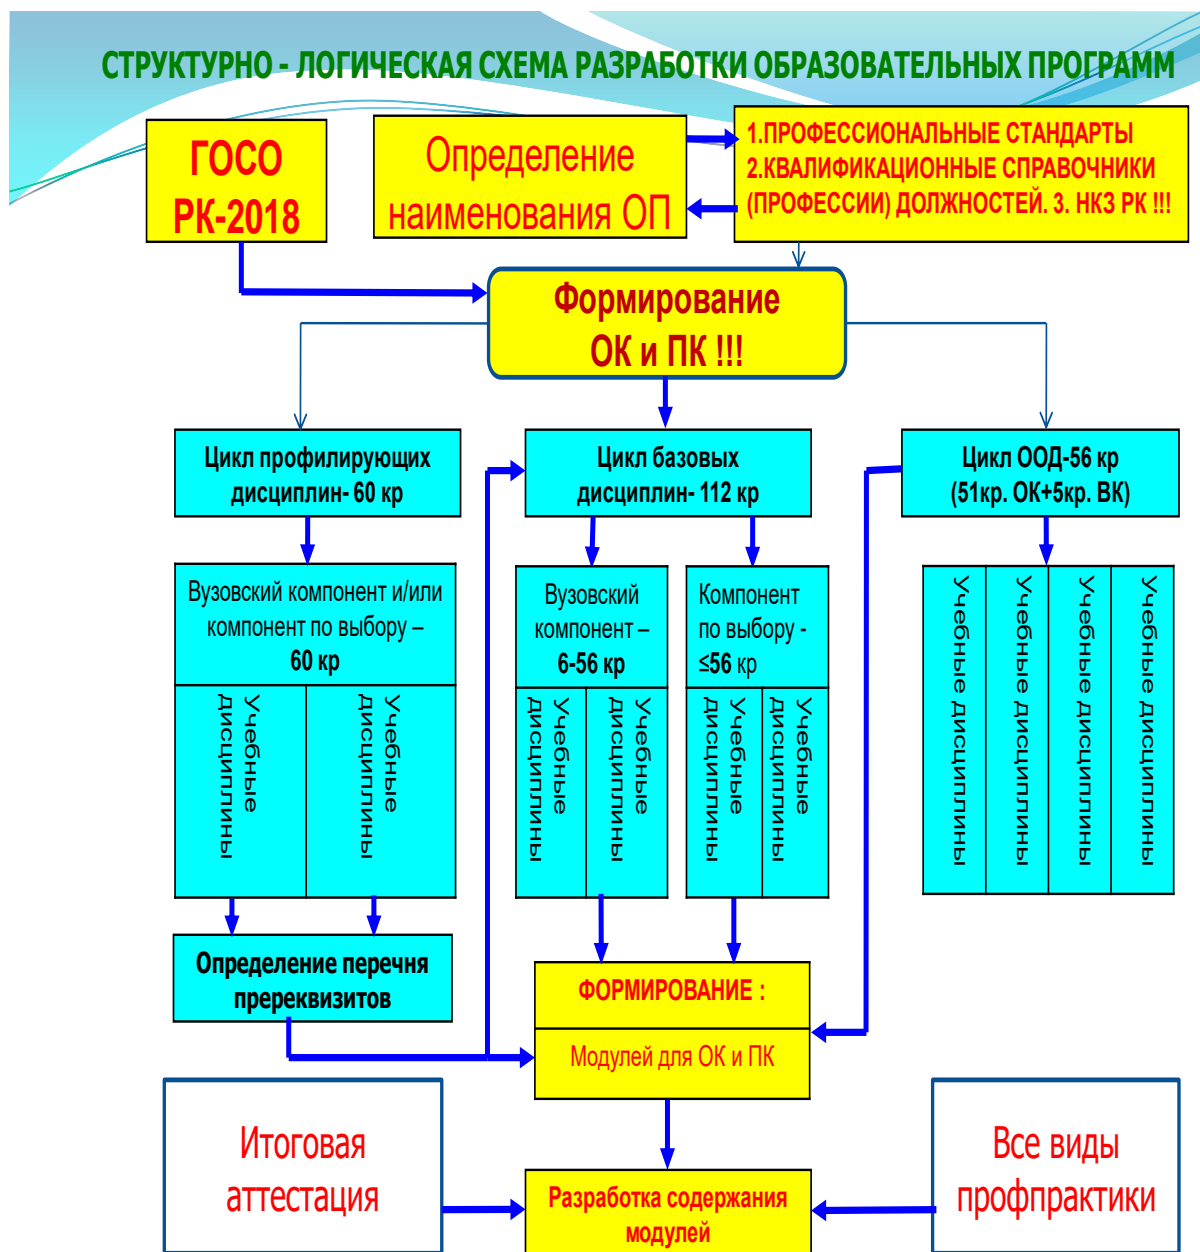 СТРУКТУРНО - ЛОГИЧЕСКАЯ СХЕМА РАЗРАБОТКИ ОБРАЗОВАТЕЛЬНЫХ ПРОГРАММ
ГОСО
РК-2018
Определение
наименования ОП
1.ПРОФЕССИОНАЛЬНЫЕ СТАНДАРТЫ
2.КВАЛИФИКАЦИОННЫЕ СПРАВОЧНИКИ
(ПРОФЕССИИ) ДОЛЖНОСТЕЙ. 3. НКЗ РК !!!
Формирование
ОК и ПК !!!
Цикл профилирующих
дисциплин- 60 кр
Цикл базовых
дисциплин- 112 кр
Цикл ООД-56 кр
(51кр. ОК+5кр. ВК)
Вузовский компонент и/или
компонент по выбору –
60 кр
Вузовский
компонент –
6-56 кр
Компонент
по выбору -
≤56 кр
Учебные
дисциплины
Учебные
дисциплины
Учебные
дисциплины
Учебные
дисциплины
Учебные
дисциплины
Учебные
дисциплины
Учебные дисциплины
Учебные дисциплины
Учебные дисциплины
Учебные дисциплины
Определение перечня
пререквизитов
ФОРМИРОВАНИЕ :
Модулей для ОК и ПК
Итоговая
аттестация
Разработка содержания
модулей
Все виды
профпрактики